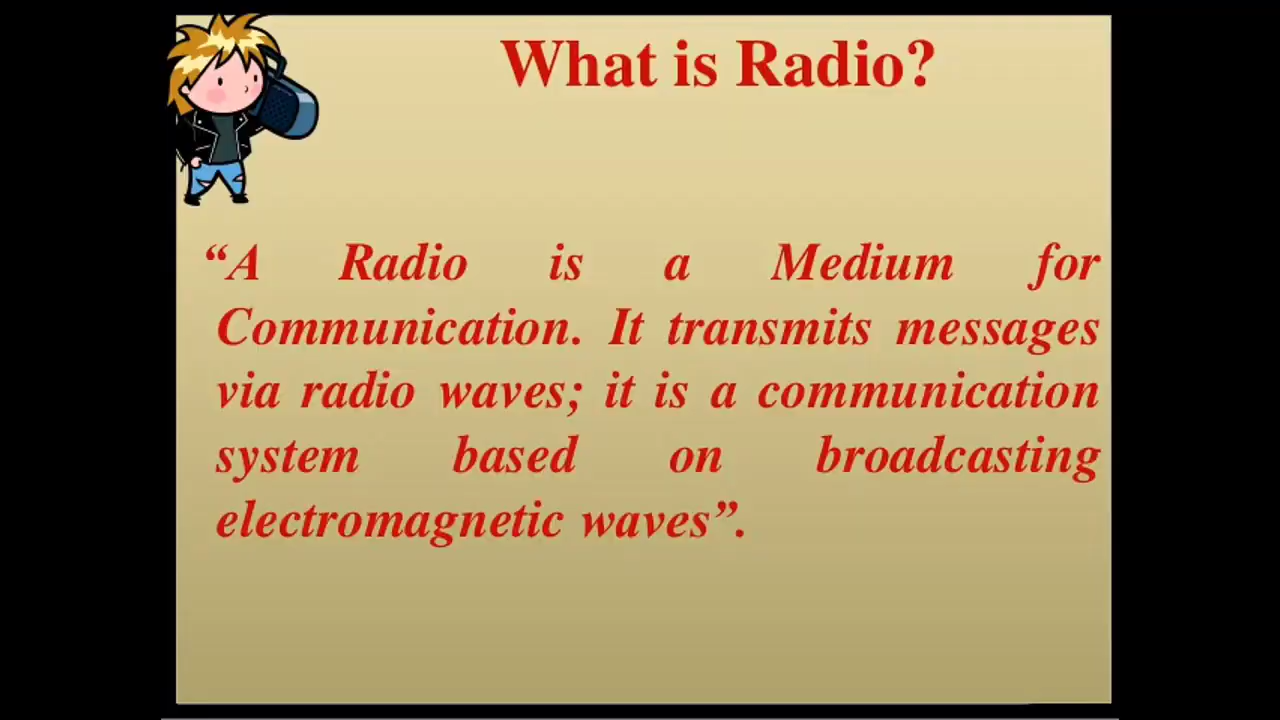 What is Radio?
“A Radio is a Medium for
Communication. It transmits messages
via radio waves; it is a communication
system based on broadcasting
electromagnetic waves”.